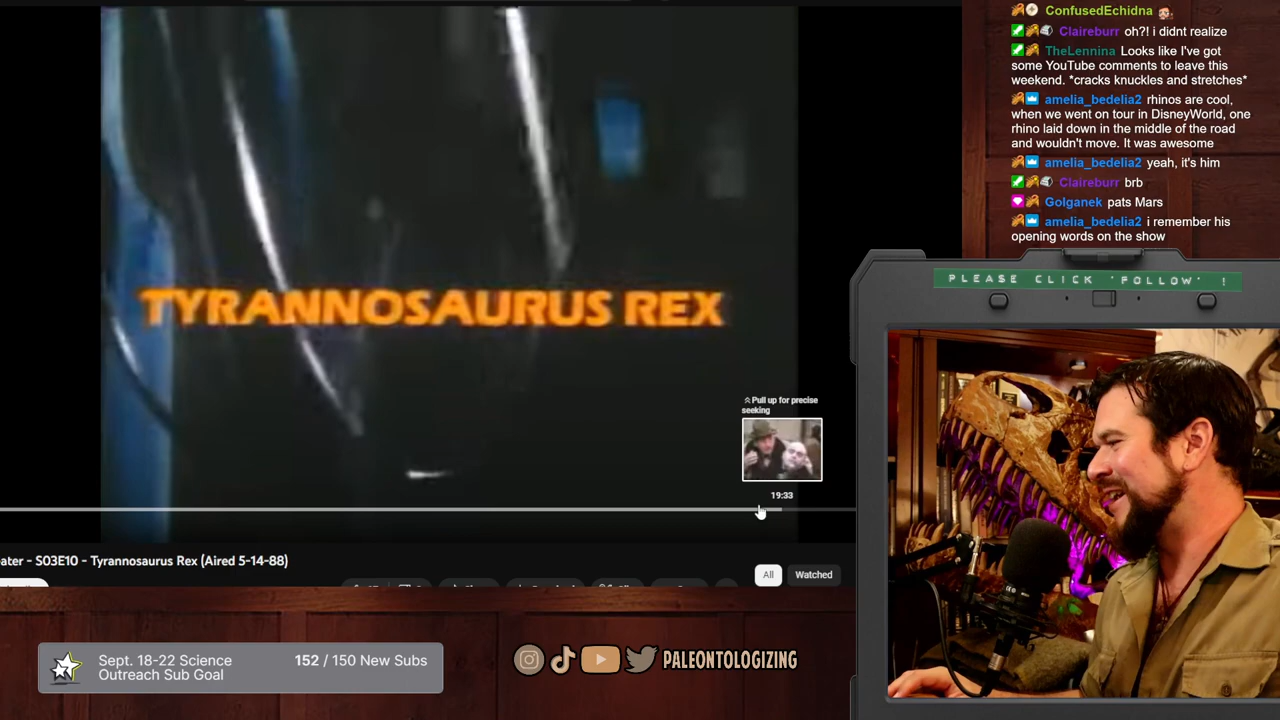 ConfusedEchidna
Claireburr oh?! i didnt realize
TheLennina Looks like I've got
some YouTube comments to leave this
weekend. *cracks knuckles and stretches*
amelia_bedelia2 rhinos are cool,
when we went on tour in DisneyWorld, one
rhino laid down in the middle of the road
and wouldn't move. It was awesome
amelia_bedelia2 yeah, it's him
Claireburr brb
Golganek pats Mars
amelia_bedelia2 i remember his
opening words on the show
PLEASE CLICK 'FOLLOW' !
TYRANNOSAURUS REX
Pull up for precise
seeking
19:33
ater - S03E10 - Tyrannosaurus Rex (Aired 5-14-88)
All
Watched
Sept. 18-22 Science
Outreach Sub Goal
152 / 150 New Subs
PALEONTOLOGIZING